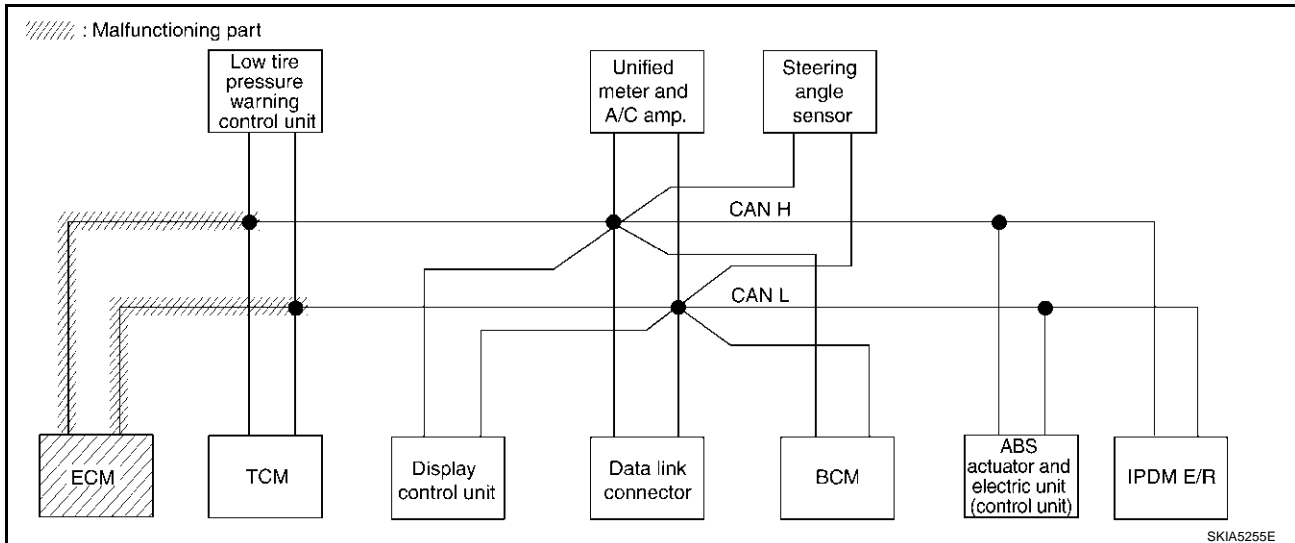 : Malfunctioning part
Low tire
pressure
warning
control unit
Unified
meter and
A/C amp.
Steering
angle
sensor
CAN H
CAN L
ECM
TCM
Display
control unit
Data link
connector
BCM
ABS
actuator and
electric unit
(control unit)
IPDM E/R
SKIA5255E